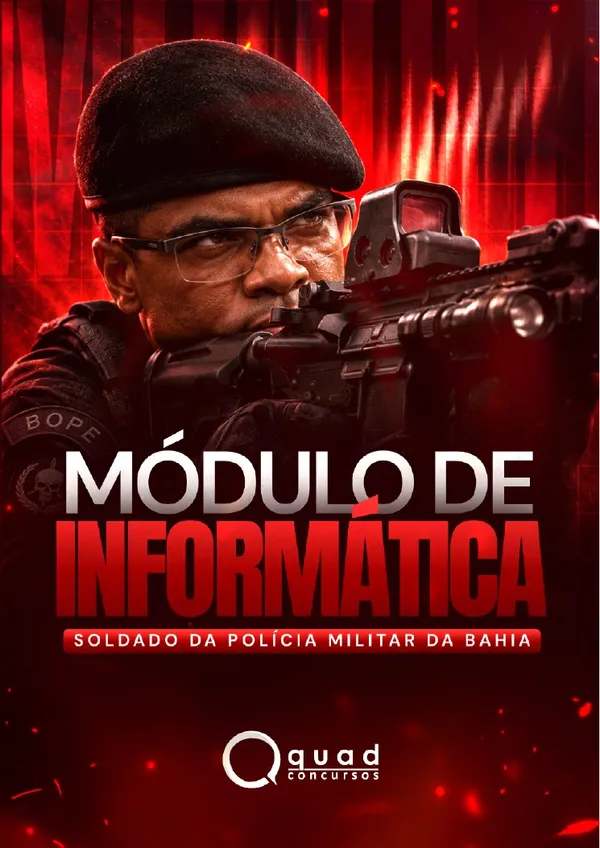 BOPE
MÓDULO DE
INFORMÁTICA
SOLDADO DA POLÍCIA MILITAR DA BAHIA
quad
concursos